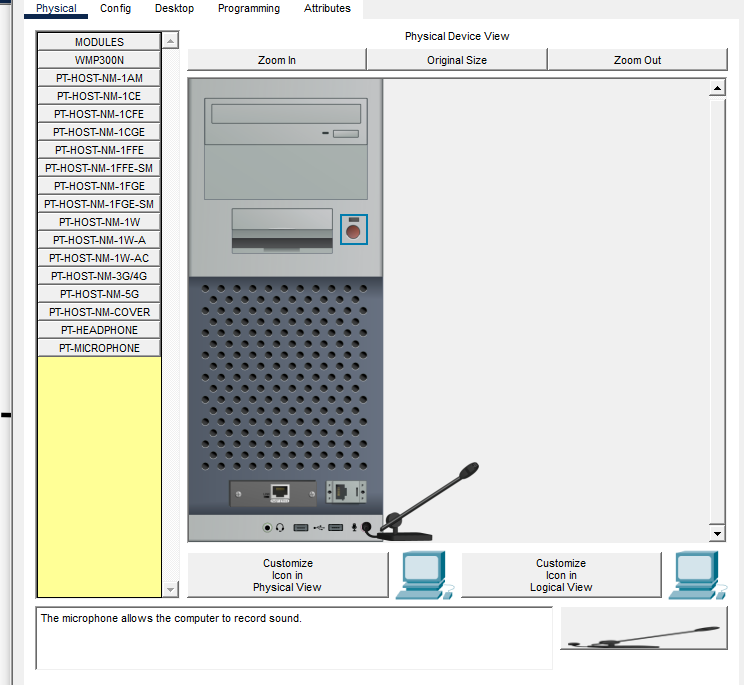 Physical Config Desktop Programming Attributes
MODULES
WMP300N
PT-HOST-NM-1AM
PT-HOST-NM-1CE
PT-HOST-NM-1CFE
PT-HOST-NM-1CGE
PT-HOST-NM-1FFE
PT-HOST-NM-1FFE-SM
PT-HOST-NM-1FGE
PT-HOST-NM-1FGE-SM
PT-HOST-NM-1W
PT-HOST-NM-1W-A
PT-HOST-NM-1W-AC
PT-HOST-NM-3G/4G
PT-HOST-NM-5G
PT-HOST-NM-COVER
PT-HEADPHONE
PT-MICROPHONE
Physical Device View
Zoom In Original Size Zoom Out
Customize
Icon in
Physical View
Customize
Icon in
Logical View
The microphone allows the computer to record sound.